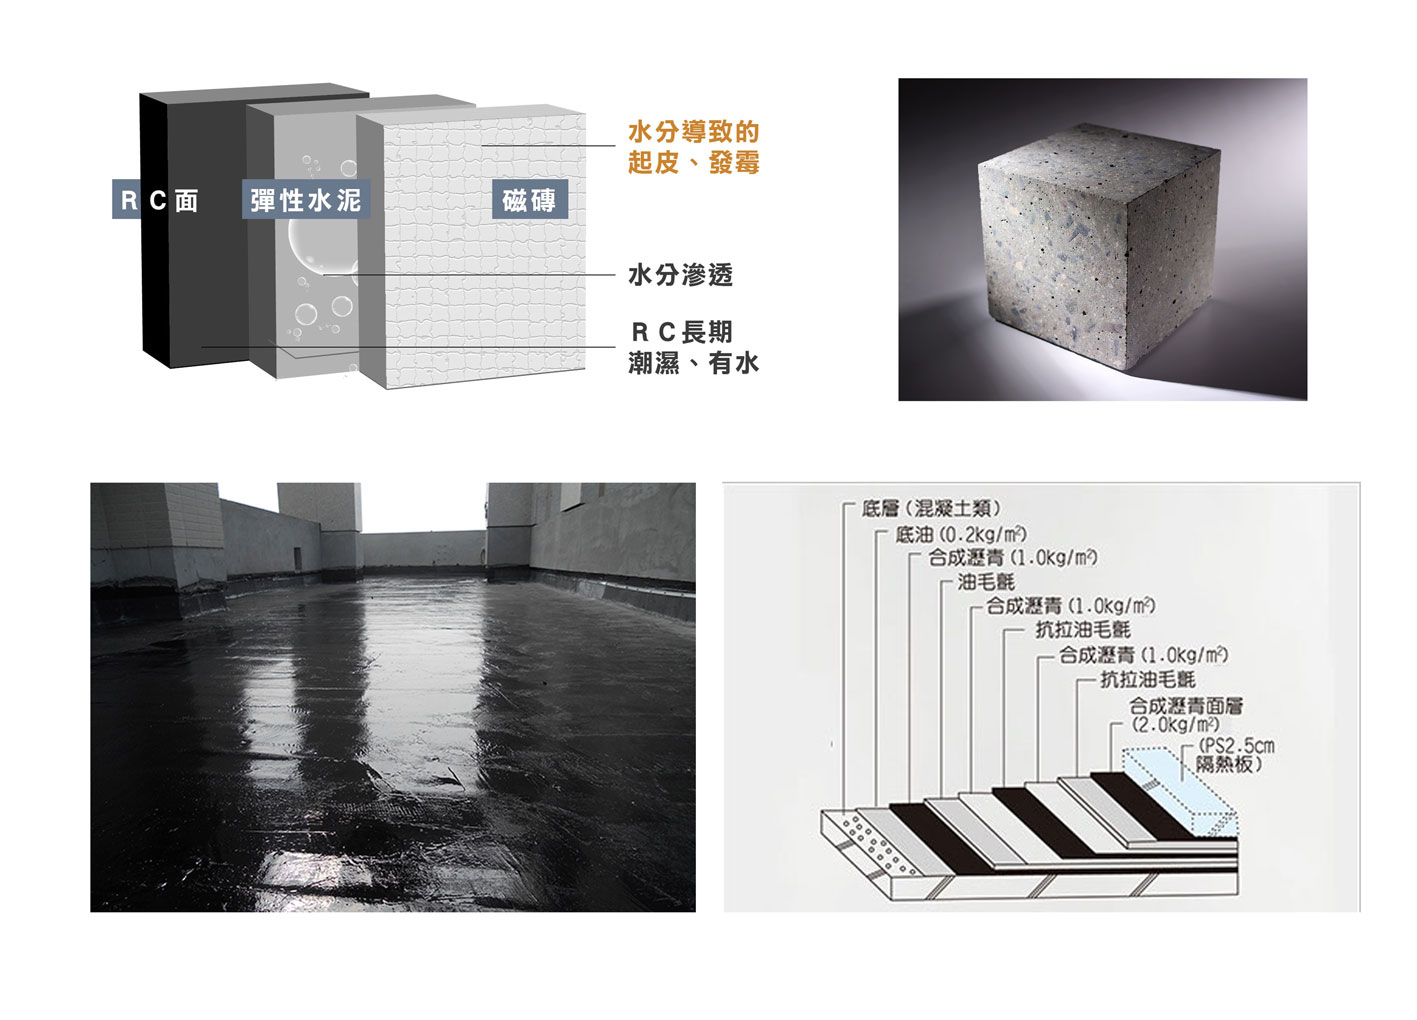 水分導致的
起皮、發霉
RC面
彈性水泥
磁磚
水分滲透
RC長期
潮濕、有水
底層(混凝土類)
底油(0.2kg/m²)
合成瀝青(1.0kg/m²)
油毛氈
合成瀝青(1.0kg/m²)
抗拉油毛氈
合成瀝青(1.0kg/m²)
抗拉油毛氈
合成瀝青面層
(2.0kg/m²)
(PS2.5cm
隔熱板)